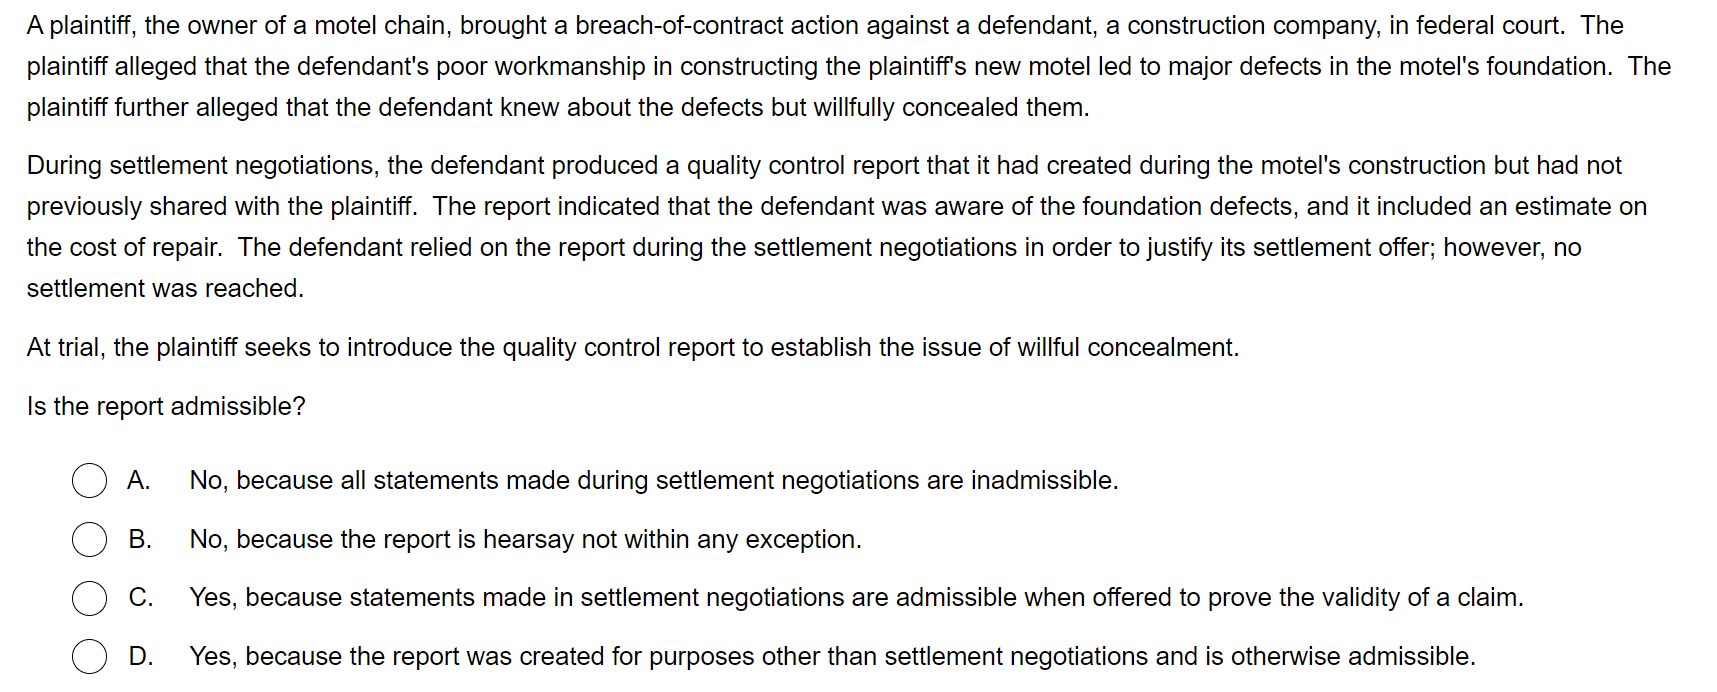 A plaintiff, the owner of a motel chain, brought a breach-of-contract action against a defendant, a construction company, in federal court.  The
plaintiff alleged that the defendant's poor workmanship in constructing the plaintiff's new motel led to major defects in the motel's foundation.  The
plaintiff further alleged that the defendant knew about the defects but willfully concealed them.
During settlement negotiations, the defendant produced a quality control report that it had created during the motel's construction but had not
previously shared with the plaintiff.  The report indicated that the defendant was aware of the foundation defects, and it included an estimate on
the cost of repair.  The defendant relied on the report during the settlement negotiations in order to justify its settlement offer; however, no
settlement was reached.
At trial, the plaintiff seeks to introduce the quality control report to establish the issue of willful concealment.
Is the report admissible?
A. No, because all statements made during settlement negotiations are inadmissible.
B. No, because the report is hearsay not within any exception.
C. Yes, because statements made in settlement negotiations are admissible when offered to prove the validity of a claim.
D. Yes, because the report was created for purposes other than settlement negotiations and is otherwise admissible.